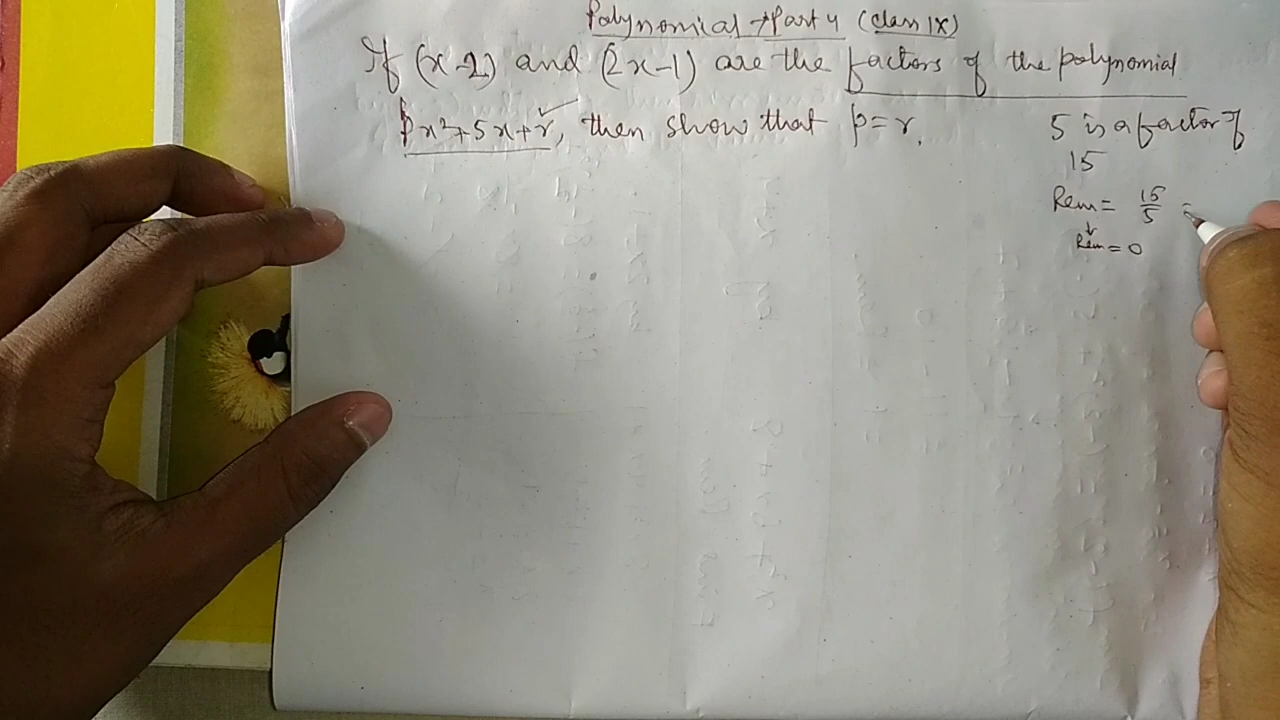 Polynomial → Part 4 (Class IX)
If (x-2) and (2x-1) are the factors of the polynomial
px²+5x+r, then show that p=r.
5 is a factor of
15
Rem = 15/5 =
Rem = 0